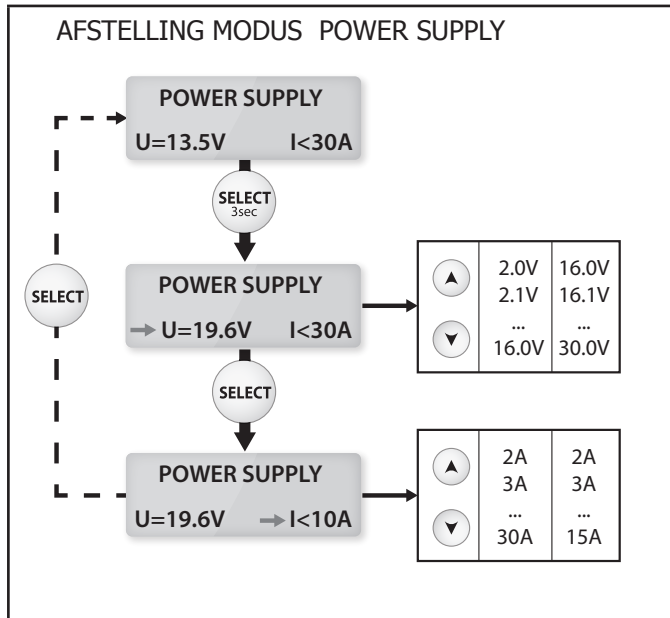 AFSTELLING MODUS POWER SUPPLY
POWER SUPPLY
U=13.5V I<30A
SELECT
3sec
POWER SUPPLY
U=19.6V I<30A
2.0V 16.0V
2.1V 16.1V
... ...
16.0V 30.0V
SELECT
SELECT
POWER SUPPLY
U=19.6V I<10A
2A 2A
3A 3A
... ...
30A 15A